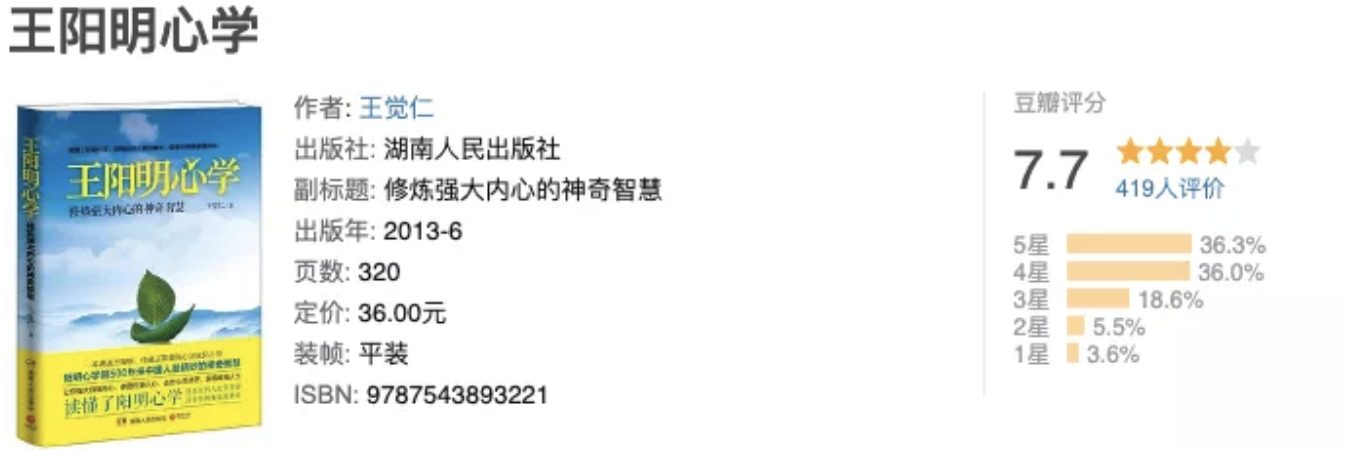 王阳明心学
王阳明心学
王阳明心学
修炼强大内心的神奇智慧
读懂了阳明心学
作者: 王觉仁
出版社: 湖南人民出版社
副标题: 修炼强大内心的神奇智慧
出版年: 2013-6
页数: 320
定价: 36.00元
装帧: 平装
ISBN: 9787543893221
豆瓣评分
7.7
419人评价
5星 36.3%
4星 36.0%
3星 18.6%
2星 5.5%
1星 3.6%